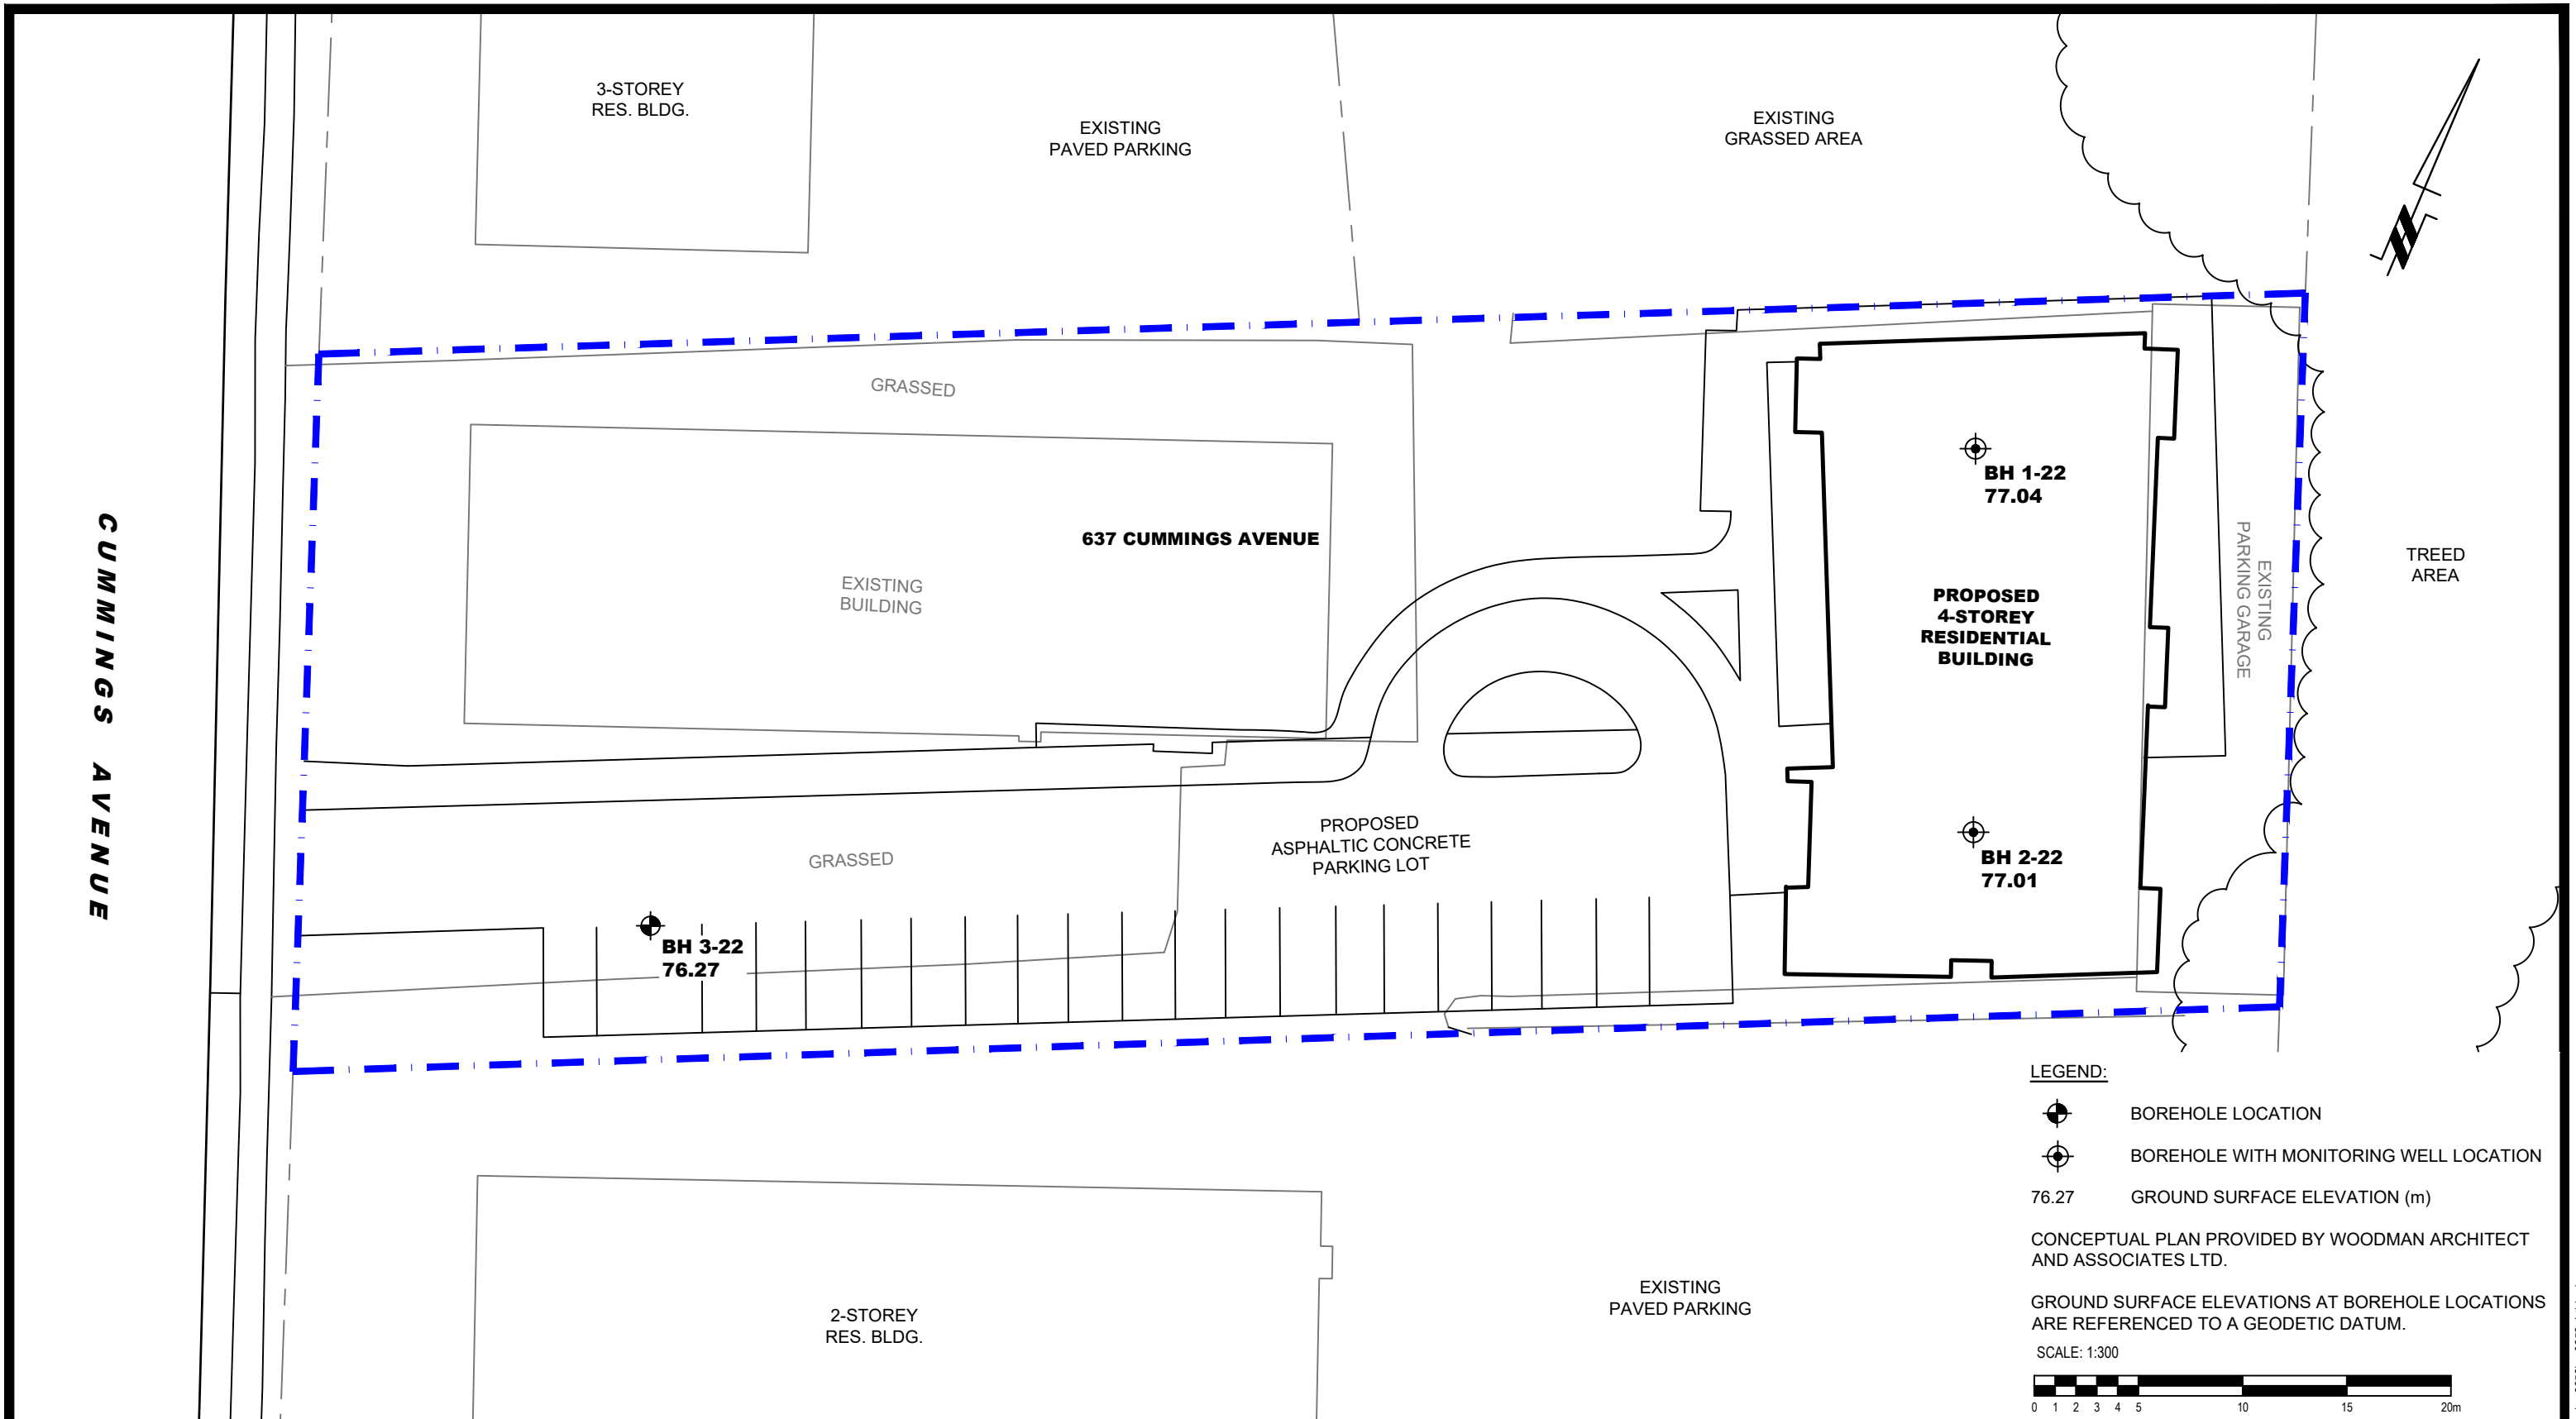 3-STOREY
RES. BLDG.
EXISTING
PAVED PARKING
EXISTING
GRASSED AREA
GRASSED
637 CUMMINGS AVENUE
EXISTING
BUILDING
CUMMINGS AVENUE
BH 1-22
77.04
PROPOSED
4-STOREY
RESIDENTIAL
BUILDING
EXISTING
PARKING GARAGE
TREED
AREA
PROPOSED
ASPHALTIC CONCRETE
PARKING LOT
GRASSED
BH 2-22
77.01
BH 3-22
76.27
2-STOREY
RES. BLDG.
EXISTING
PAVED PARKING
LEGEND:
BOREHOLE LOCATION
BOREHOLE WITH MONITORING WELL LOCATION
76.27 GROUND SURFACE ELEVATION (m)
CONCEPTUAL PLAN PROVIDED BY WOODMAN ARCHITECT
AND ASSOCIATES LTD.
GROUND SURFACE ELEVATIONS AT BOREHOLE LOCATIONS
ARE REFERENCED TO A GEODETIC DATUM.
SCALE: 1:300
0 1 2 3 4 5 10 15 20m